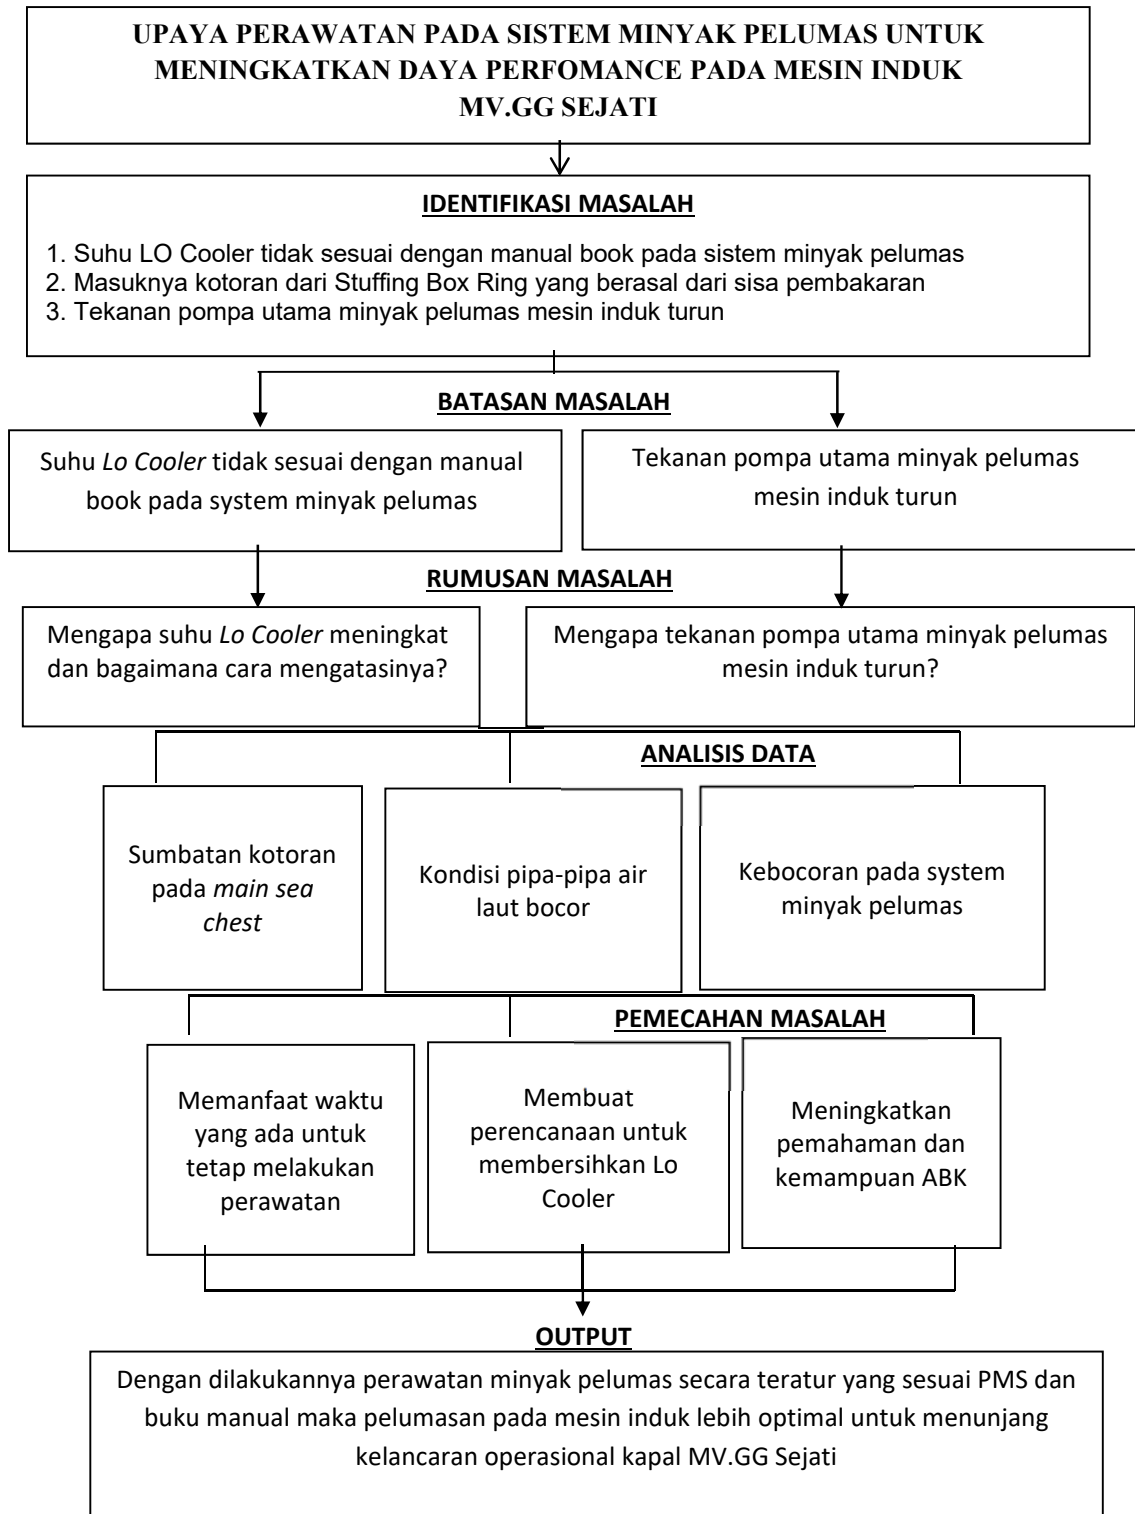 UPAYA PERAWATAN PADA SISTEM MINYAK PELUMAS UNTUK
MENINGKATKAN DAYA PERFOMANCE PADA MESIN INDUK
MV.GG SEJATI
IDENTIFIKASI MASALAH
1. Suhu LO Cooler tidak sesuai dengan manual book pada sistem minyak pelumas
2. Masuknya kotoran dari Stuffing Box Ring yang berasal dari sisa pembakaran
3. Tekanan pompa utama minyak pelumas mesin induk turun
BATASAN MASALAH
Suhu Lo Cooler tidak sesuai dengan manual
book pada system minyak pelumas
Tekanan pompa utama minyak pelumas
mesin induk turun
RUMUSAN MASALAH
Mengapa suhu Lo Cooler meningkat
dan bagaimana cara mengatasinya?
Mengapa tekanan pompa utama minyak pelumas
mesin induk turun?
ANALISIS DATA
Sumbatan kotoran
pada main sea
chest
Kondisi pipa-pipa air
laut bocor
Kebocoran pada system
minyak pelumas
PEMECAHAN MASALAH
Memanfaat waktu
yang ada untuk
tetap melakukan
perawatan
Membuat
perencanaan untuk
membersihkan Lo
Cooler
Meningkatkan
pemahaman dan
kemampuan ABK
OUTPUT
Dengan dilakukannya perawatan minyak pelumas secara teratur yang sesuai PMS dan
buku manual maka pelumasan pada mesin induk lebih optimal untuk menunjang
kelancaran operasional kapal MV.GG Sejati